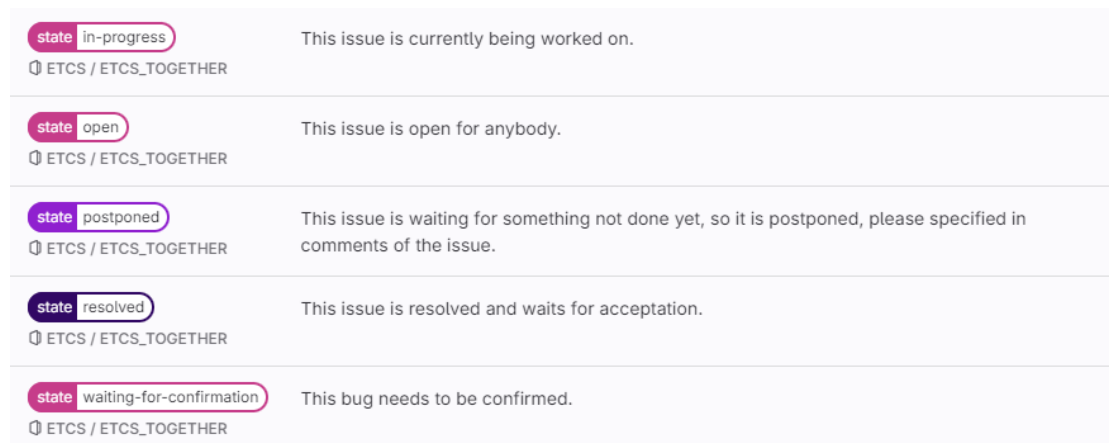 state in-progress
This issue is currently being worked on.
ETCS / ETCS_TOGETHER
state open
This issue is open for anybody.
ETCS / ETCS_TOGETHER
state postponed
This issue is waiting for something not done yet, so it is postponed, please specified in
comments of the issue.
ETCS / ETCS_TOGETHER
state resolved
This issue is resolved and waits for acceptation.
ETCS / ETCS_TOGETHER
state waiting-for-confirmation
This bug needs to be confirmed.
ETCS / ETCS_TOGETHER